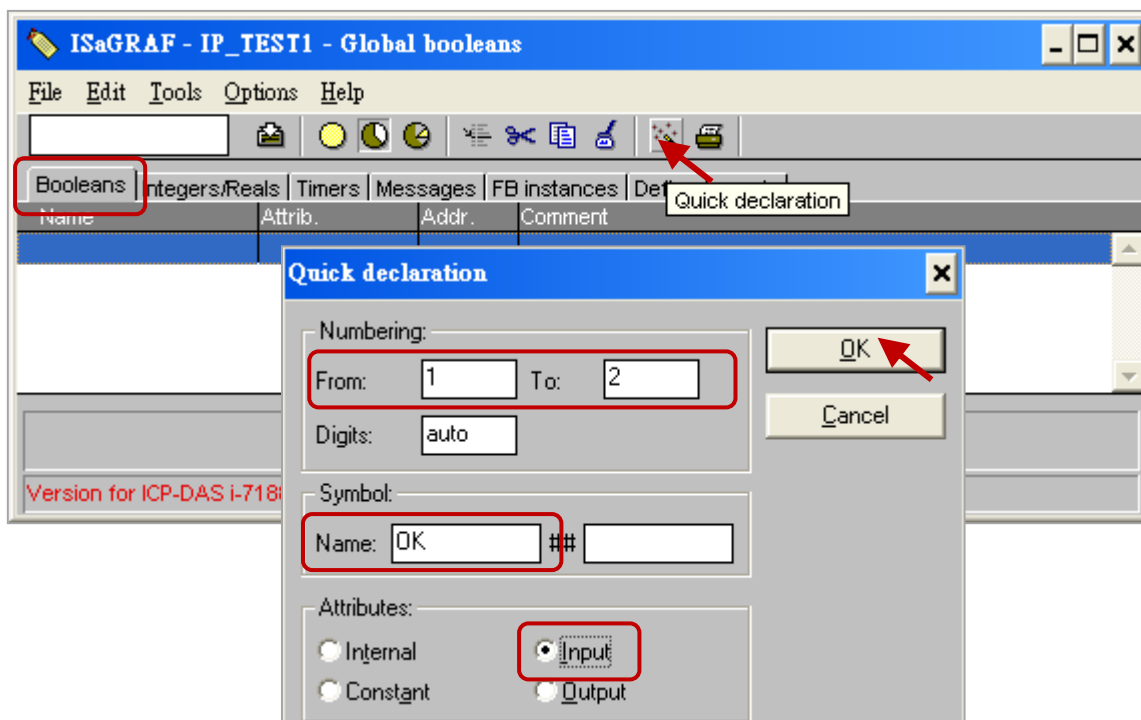 ISaGRAF - IP_TEST1 - Global booleans
File Edit Tools Options Help
Booleans Integers/Reals Timers Messages FB instances
Quick declaration
Name Attrib. Addr. Comment
Quick declaration
Numbering:
From: 1 To: 2
Digits: auto
OK
Cancel
Version for ICP-DAS
Symbol:
Name: OK ##
Attributes:
Internal Input
Constant Output